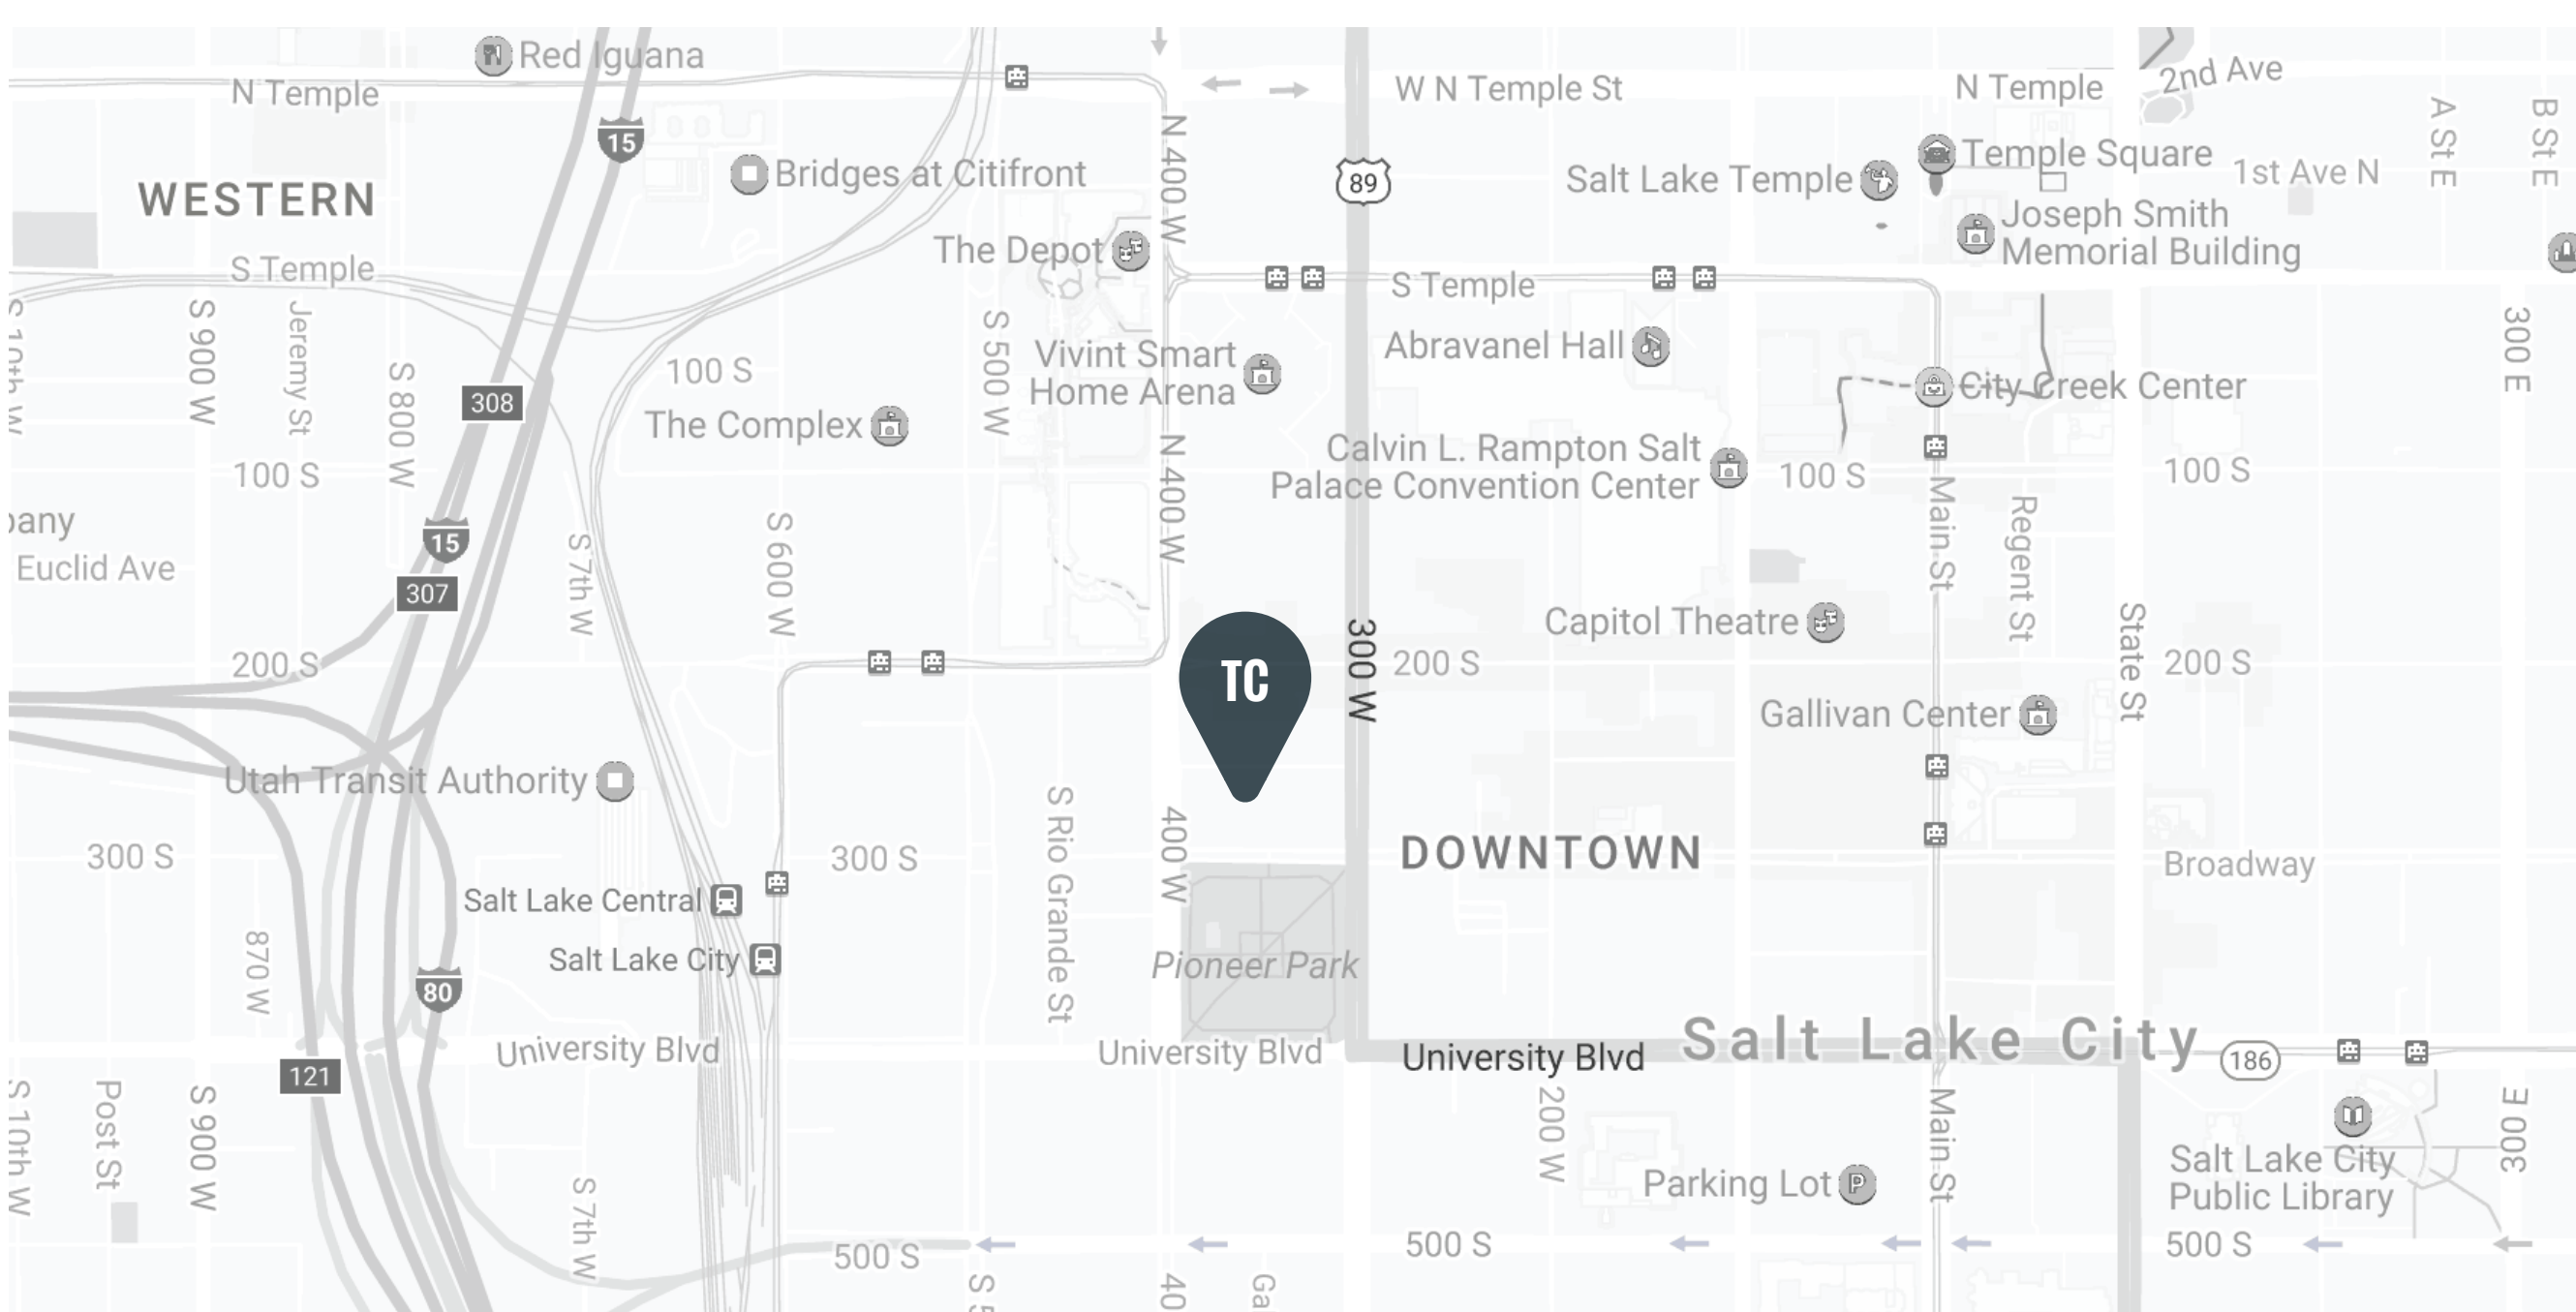 Red Iguana
N Temple
15
W N Temple St
N Temple
2nd Ave
A St E
B St E
WESTERN
Bridges at Citifront
N 400 W
89
Salt Lake Temple
Temple Square
1st Ave N
Joseph Smith
Memorial Building
The Depot
S Temple
S Temple
S 10th W
S 900 W
Jeremy St
S 800 W
308
100 S
S 500 W
Vivint Smart
Home Arena
Abravanel Hall
City Creek Center
300 E
The Complex
100 S
N 400 W
Calvin L. Rampton Salt
Palace Convention Center
100 S
100 S
Main St
Regent St
15
Euclid Ave
307
S 7th W
S 600 W
200 S
TC
300 W
200 S
Capitol Theatre
State St
200 S
Gallivan Center
Utah Transit Authority
S Rio Grande St
400 W
300 S
300 S
DOWNTOWN
Broadway
Salt Lake Central
Salt Lake City
870 W
80
Pioneer Park
University Blvd
University Blvd
University Blvd
Salt Lake City
186
121
S 10th W
Post St
S 900 W
S 7th W
200 W
Main St
300 E
Parking Lot
P
Salt Lake City
Public Library
500 S
500 S
500 S